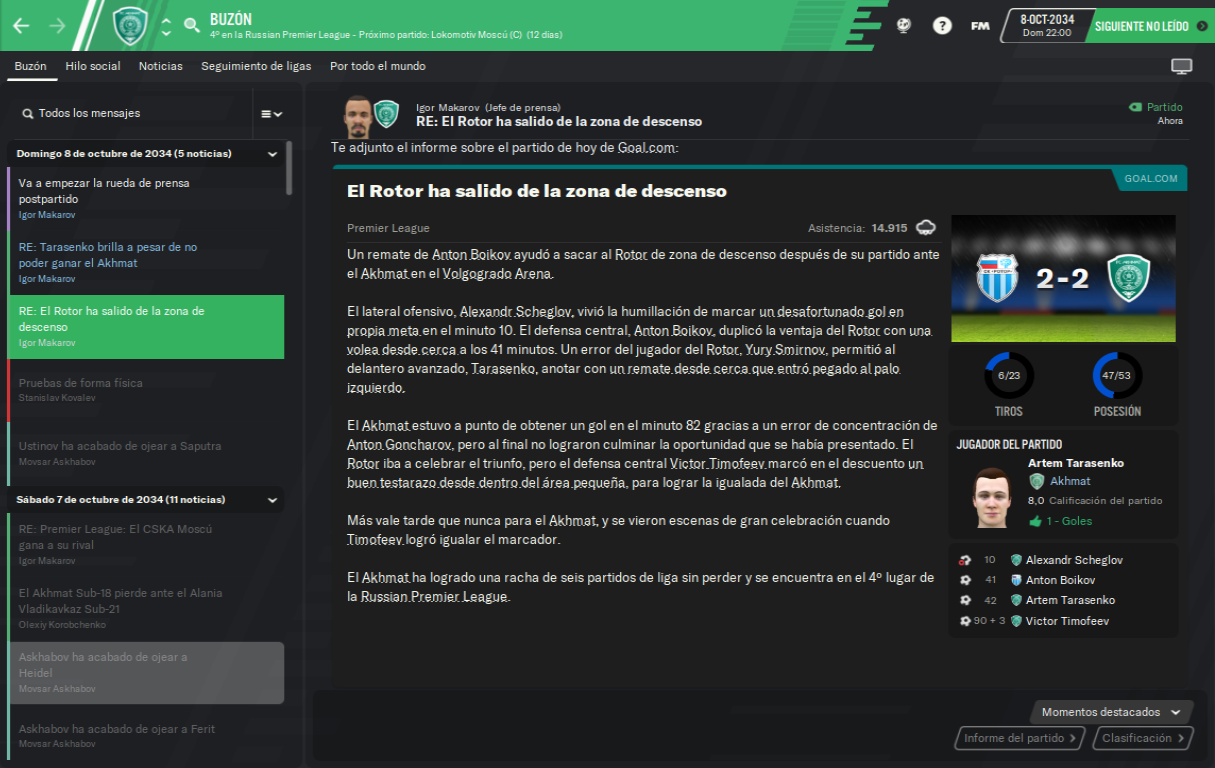 BUZÓN
4º en la Russian Premier League - Próximo partido: Lokomotiv Moscú (C) (12 días)
FM
8-OCT-2034
Dom 22:00
SIGUIENTE NO LEÍDO
Buzón
Hilo social
Noticias
Seguimiento de ligas
Por todo el mundo
Todos los mensajes
Domingo 8 de octubre de 2034 (5 noticias)
Va a empezar la rueda de prensa
postpartido
Igor Makarov
RE: Tarasenko brilla a pesar de no
poder ganar el Akhmat
Igor Makarov
RE: El Rotor ha salido de la zona de
descenso
Igor Makarov
Pruebas de forma física
Stanislav Kovalev
Ustinov ha acabado de ojear a Saputra
Movsar Askhabov
Sábado 7 de octubre de 2034 (11 noticias)
RE: Premier League: El CSKA Moscú
gana a su rival
Igor Makarov
El Akhmat Sub-18 pierde ante el Alania
Vladikavkaz Sub-21
Olexiy Korobchenko
Askhabov ha acabado de ojear a
Heidel
Movsar Askhabov
Askhabov ha acabado de ojear a Ferit
Movsar Askhabov
Igor Makarov (Jefe de prensa)
RE: El Rotor ha salido de la zona de descenso
Partido
Ahora
Te adjunto el informe sobre el partido de hoy de Goal.com:
GOAL.COM
El Rotor ha salido de la zona de descenso
Premier League
Asistencia: 14.915
Un remate de Anton Boikov ayudó a sacar al Rotor de zona de descenso después de su partido ante
el Akhmat en el Volgogrado Arena.
El lateral ofensivo, Alexandr Scheglov, vivió la humillación de marcar un desafortunado gol en
propia meta en el minuto 10. El defensa central, Anton Boikov, duplicó la ventaja del Rotor con una
volea desde cerca a los 41 minutos. Un error del jugador del Rotor, Yury Smirnov, permitió al
delantero avanzado, Tarasenko, anotar con un remate desde cerca que entró pegado al palo
izquierdo.
El Akhmat estuvo a punto de obtener un gol en el minuto 82 gracias a un error de concentración de
Anton Goncharov, pero al final no lograron culminar la oportunidad que se había presentado. El
Rotor iba a celebrar el triunfo, pero el defensa central Victor Timofeev marcó en el descuento un
buen testarazo desde dentro del área pequeña, para lograr la igualada del Akhmat.
Más vale tarde que nunca para el Akhmat, y se vieron escenas de gran celebración cuando
Timofeev logró igualar el marcador.
El Akhmat ha logrado una racha de seis partidos de liga sin perder y se encuentra en el 4º lugar de
la Russian Premier League.
2-2
6/23
TIROS
47/53
POSESIÓN
JUGADOR DEL PARTIDO
Artem Tarasenko
Akhmat
8,0 Calificación del partido
1 - Goles
10 Alexandr Scheglov
41 Anton Boikov
42 Artem Tarasenko
90 + 3 Victor Timofeev
Momentos destacados
Informe del partido
Clasificación